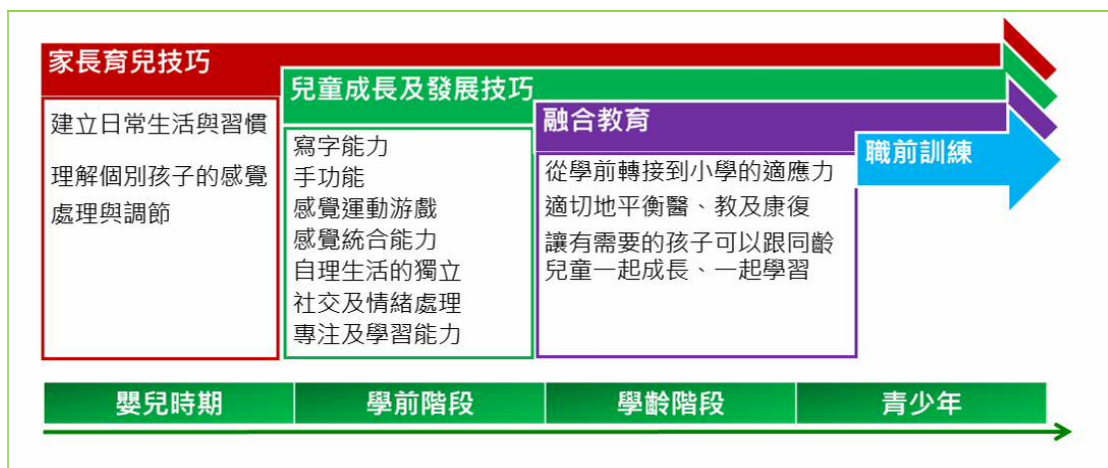 家長育兒技巧
建立日常生活與習慣
理解個別孩子的感覺
處理與調節
兒童成長及發展技巧
寫字能力
手功能
感覺運動游戲
感覺統合能力
自理生活的獨立
社交及情緒處理
專注及學習能力
融合教育
從學前轉接到小學的適應力
適切地平衡醫、教及康復
讓有需要的孩子可以跟同齡
兒童一起成長、一起學習
職前訓練
嬰兒時期
學前階段
學齡階段
青少年